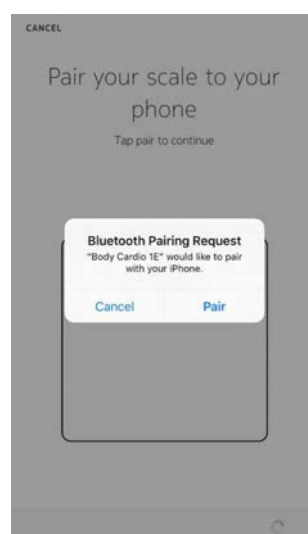 CANCEL
Pair your scale to your
phone
Tap pair to continue
Bluetooth Pairing Request
"Body Cardio 1E" would like to pair
with your iPhone.
Cancel Pair